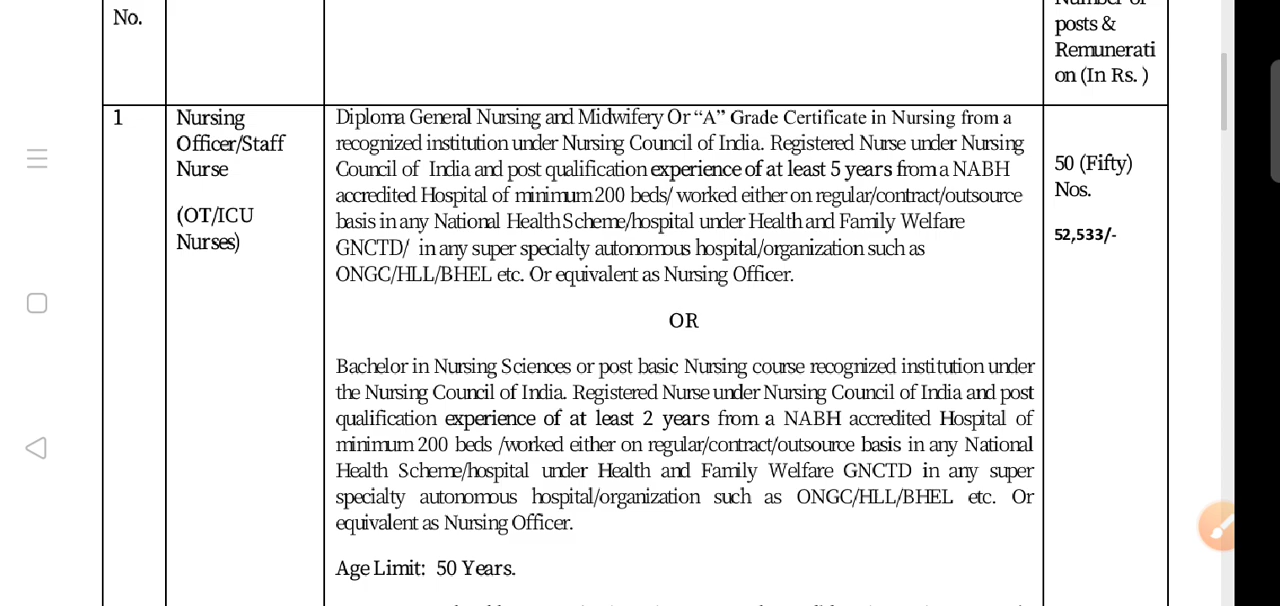 No.
Number of
posts &
Remunerati
on (In Rs. )
1
Nursing
Officer/Staff
Nurse
(OT/ICU
Nurses)
Diploma General Nursing and Midwifery Or “A” Grade Certificate in Nursing from a
recognized institution under Nursing Council of India. Registered Nurse under Nursing
Council of India and post qualification experience of at least 5 years from a NABH
accredited Hospital of minimum 200 beds/ worked either on regular/contract/outsource
basis in any National Health Scheme/hospital under Health and Family Welfare
GNCTD/ in any super specialty autonomous hospital/organization such as
ONGC/HLL/BHEL etc. Or equivalent as Nursing Officer.
OR
Bachelor in Nursing Sciences or post basic Nursing course recognized institution under
the Nursing Council of India. Registered Nurse under Nursing Council of India and post
qualification experience of at least 2 years from a NABH accredited Hospital of
minimum 200 beds /worked either on regular/contract/outsource basis in any National
Health Scheme/hospital under Health and Family Welfare GNCTD in any super
specialty autonomous hospital/organization such as ONGC/HLL/BHEL etc. Or
equivalent as Nursing Officer.
Age Limit: 50 Years.
50 (Fifty)
Nos.
52,533/-